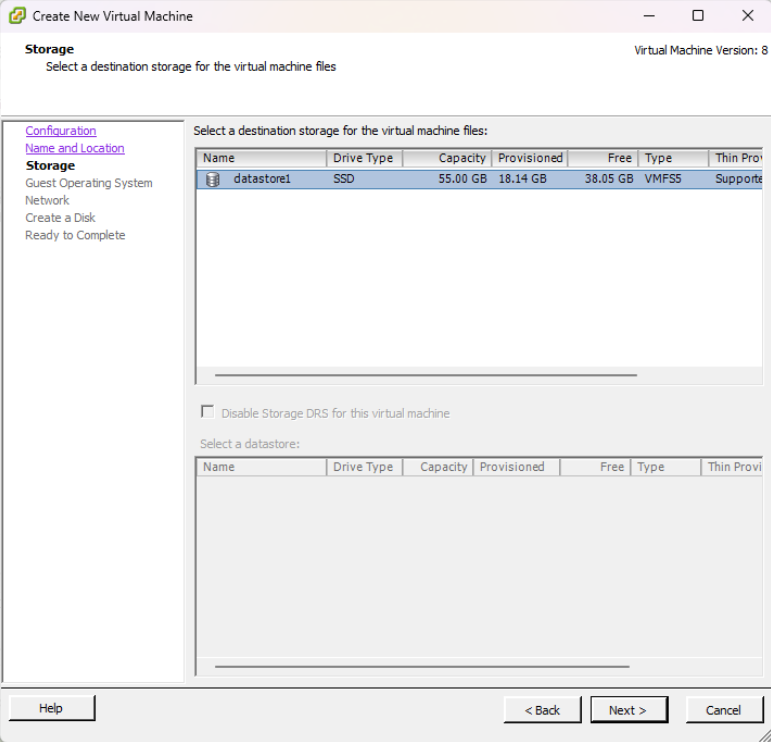 Create New Virtual Machine
Storage
Select a destination storage for the virtual machine files
Virtual Machine Version: 8
Configuration
Name and Location
Storage
Guest Operating System
Network
Create a Disk
Ready to Complete
Select a destination storage for the virtual machine files:
Name Drive Type Capacity Provisioned Free Type Thin Prov
datastore1 SSD 55.00 GB 18.14 GB 38.05 GB VMFS5 Supporte
Disable Storage DRS for this virtual machine
Select a datastore:
Name Drive Type Capacity Provisioned Free Type Thin Provi
Help
< Back
Next >
Cancel